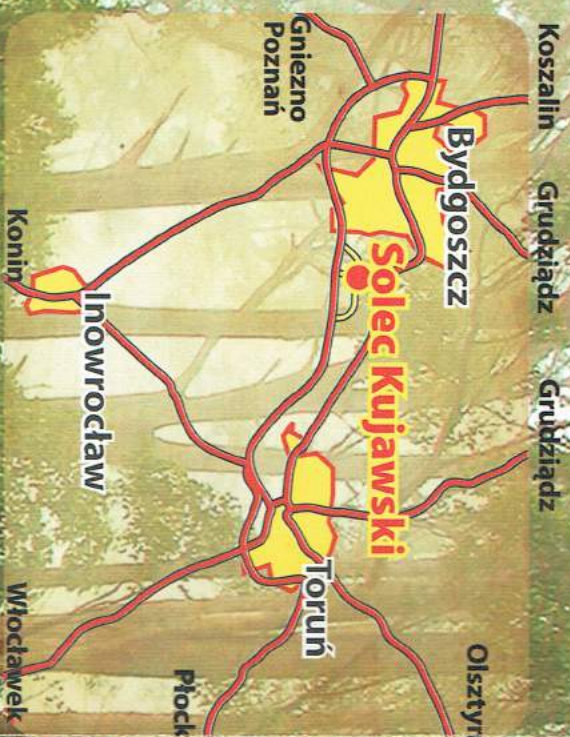 Koszalin
Grudziądz
Grudziądz
Olsztyn
Bydgoszcz
Solec Kujawski
Toruń
Gniezno
Poznań
Inowrocław
Płock
Konin
Włocławek